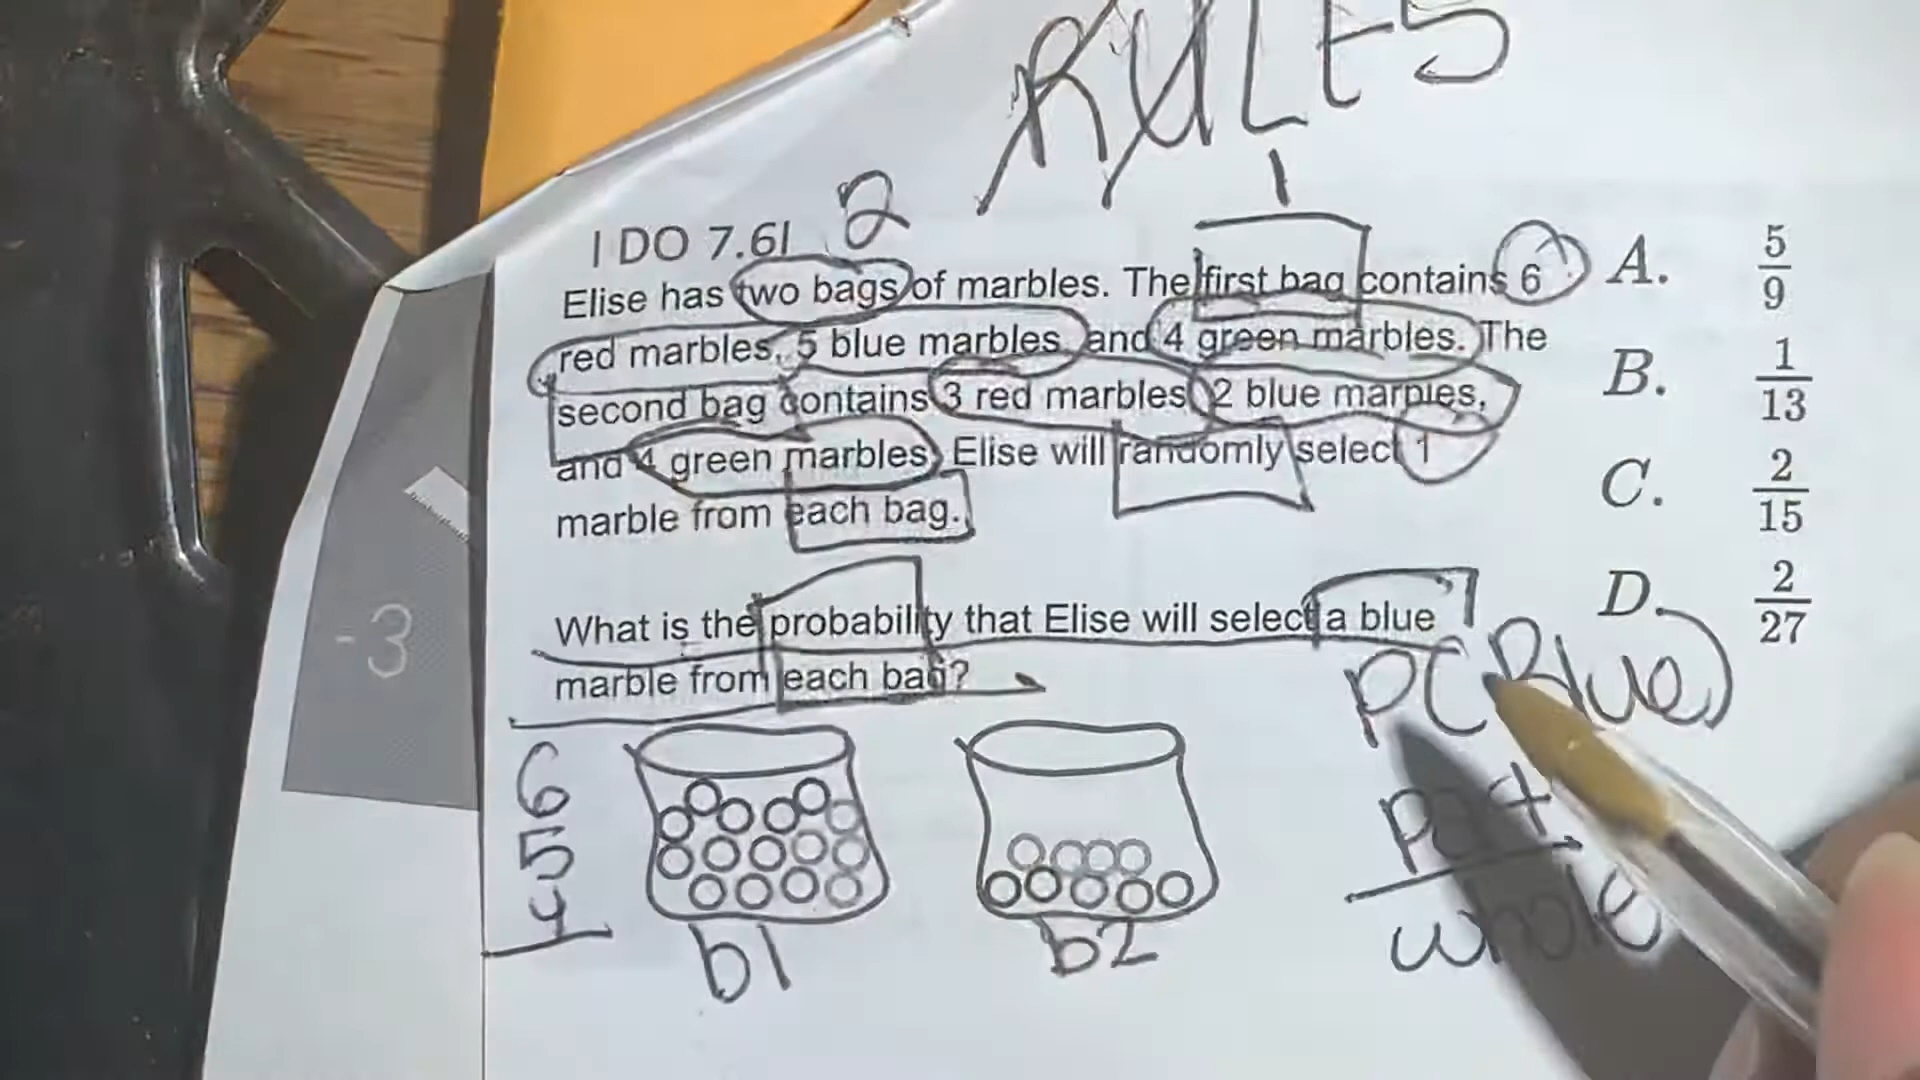 RULES
1
I DO 7.6I 2
Elise has two bags of marbles. The first bag contains 6
red marbles, 5 blue marbles, and 4 green marbles. The
second bag contains 3 red marbles, 2 blue marbles,
and 4 green marbles. Elise will randomly select 1
marble from each bag.
What is the probability that Elise will select a blue
marble from each bag?
A. 5/9
B. 1/13
C. 2/15
D. 2/27
P(Blue)
part
whole
6
5
4
b1
b2
-3